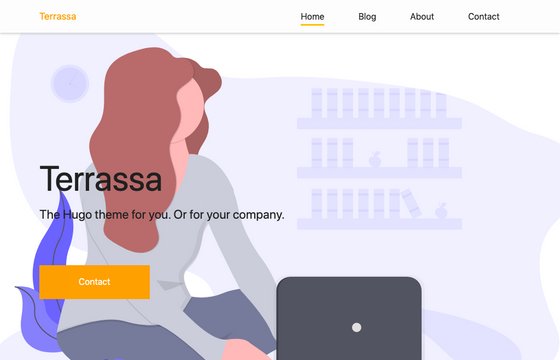 Terrassa
Home
Blog
About
Contact
Terrassa
The Hugo theme for you. Or for your company.
Contact